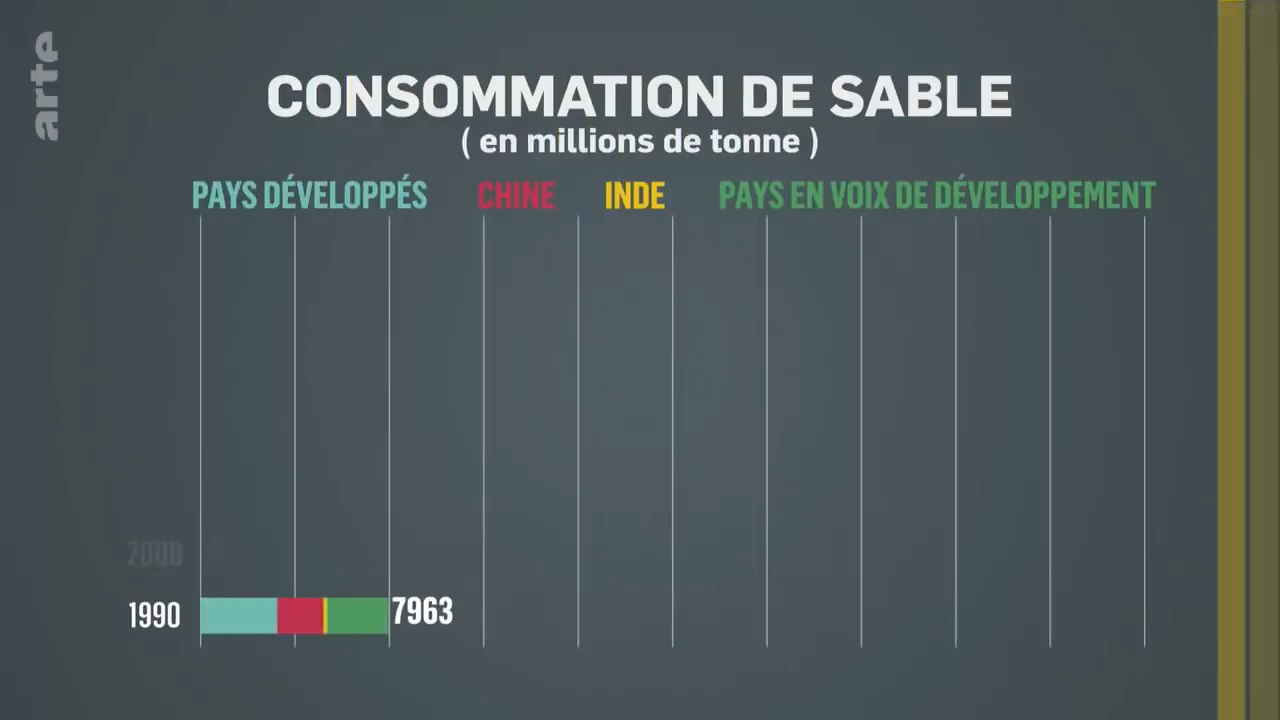 arte
CONSOMMATION DE SABLE
( en millions de tonne )
PAYS DÉVELOPPÉS CHINE INDE PAYS EN VOIX DE DÉVELOPPEMENT
2000
1990 7963